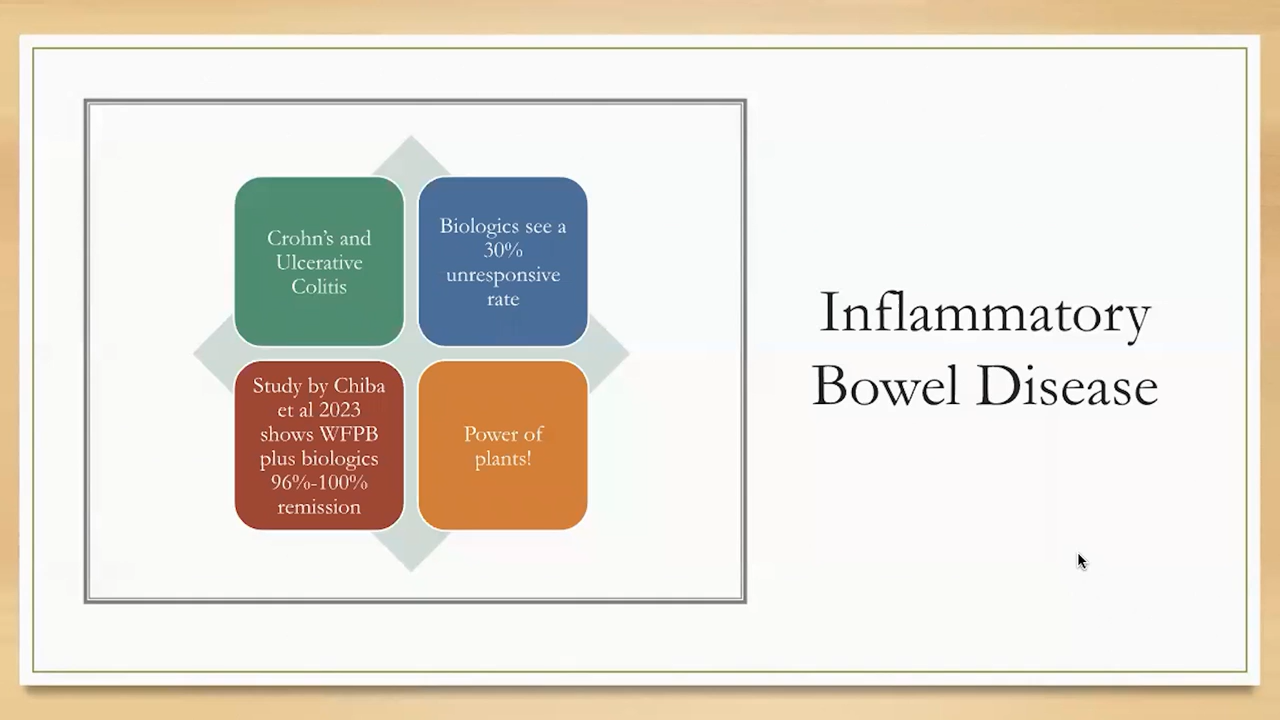 Crohn's and
Ulcerative
Colitis
Biologics see a
30%
unresponsive
rate
Study by Chiba
et al 2023
shows WFPB
plus biologics
96%-100%
remission
Power of
plants!
Inflammatory
Bowel Disease